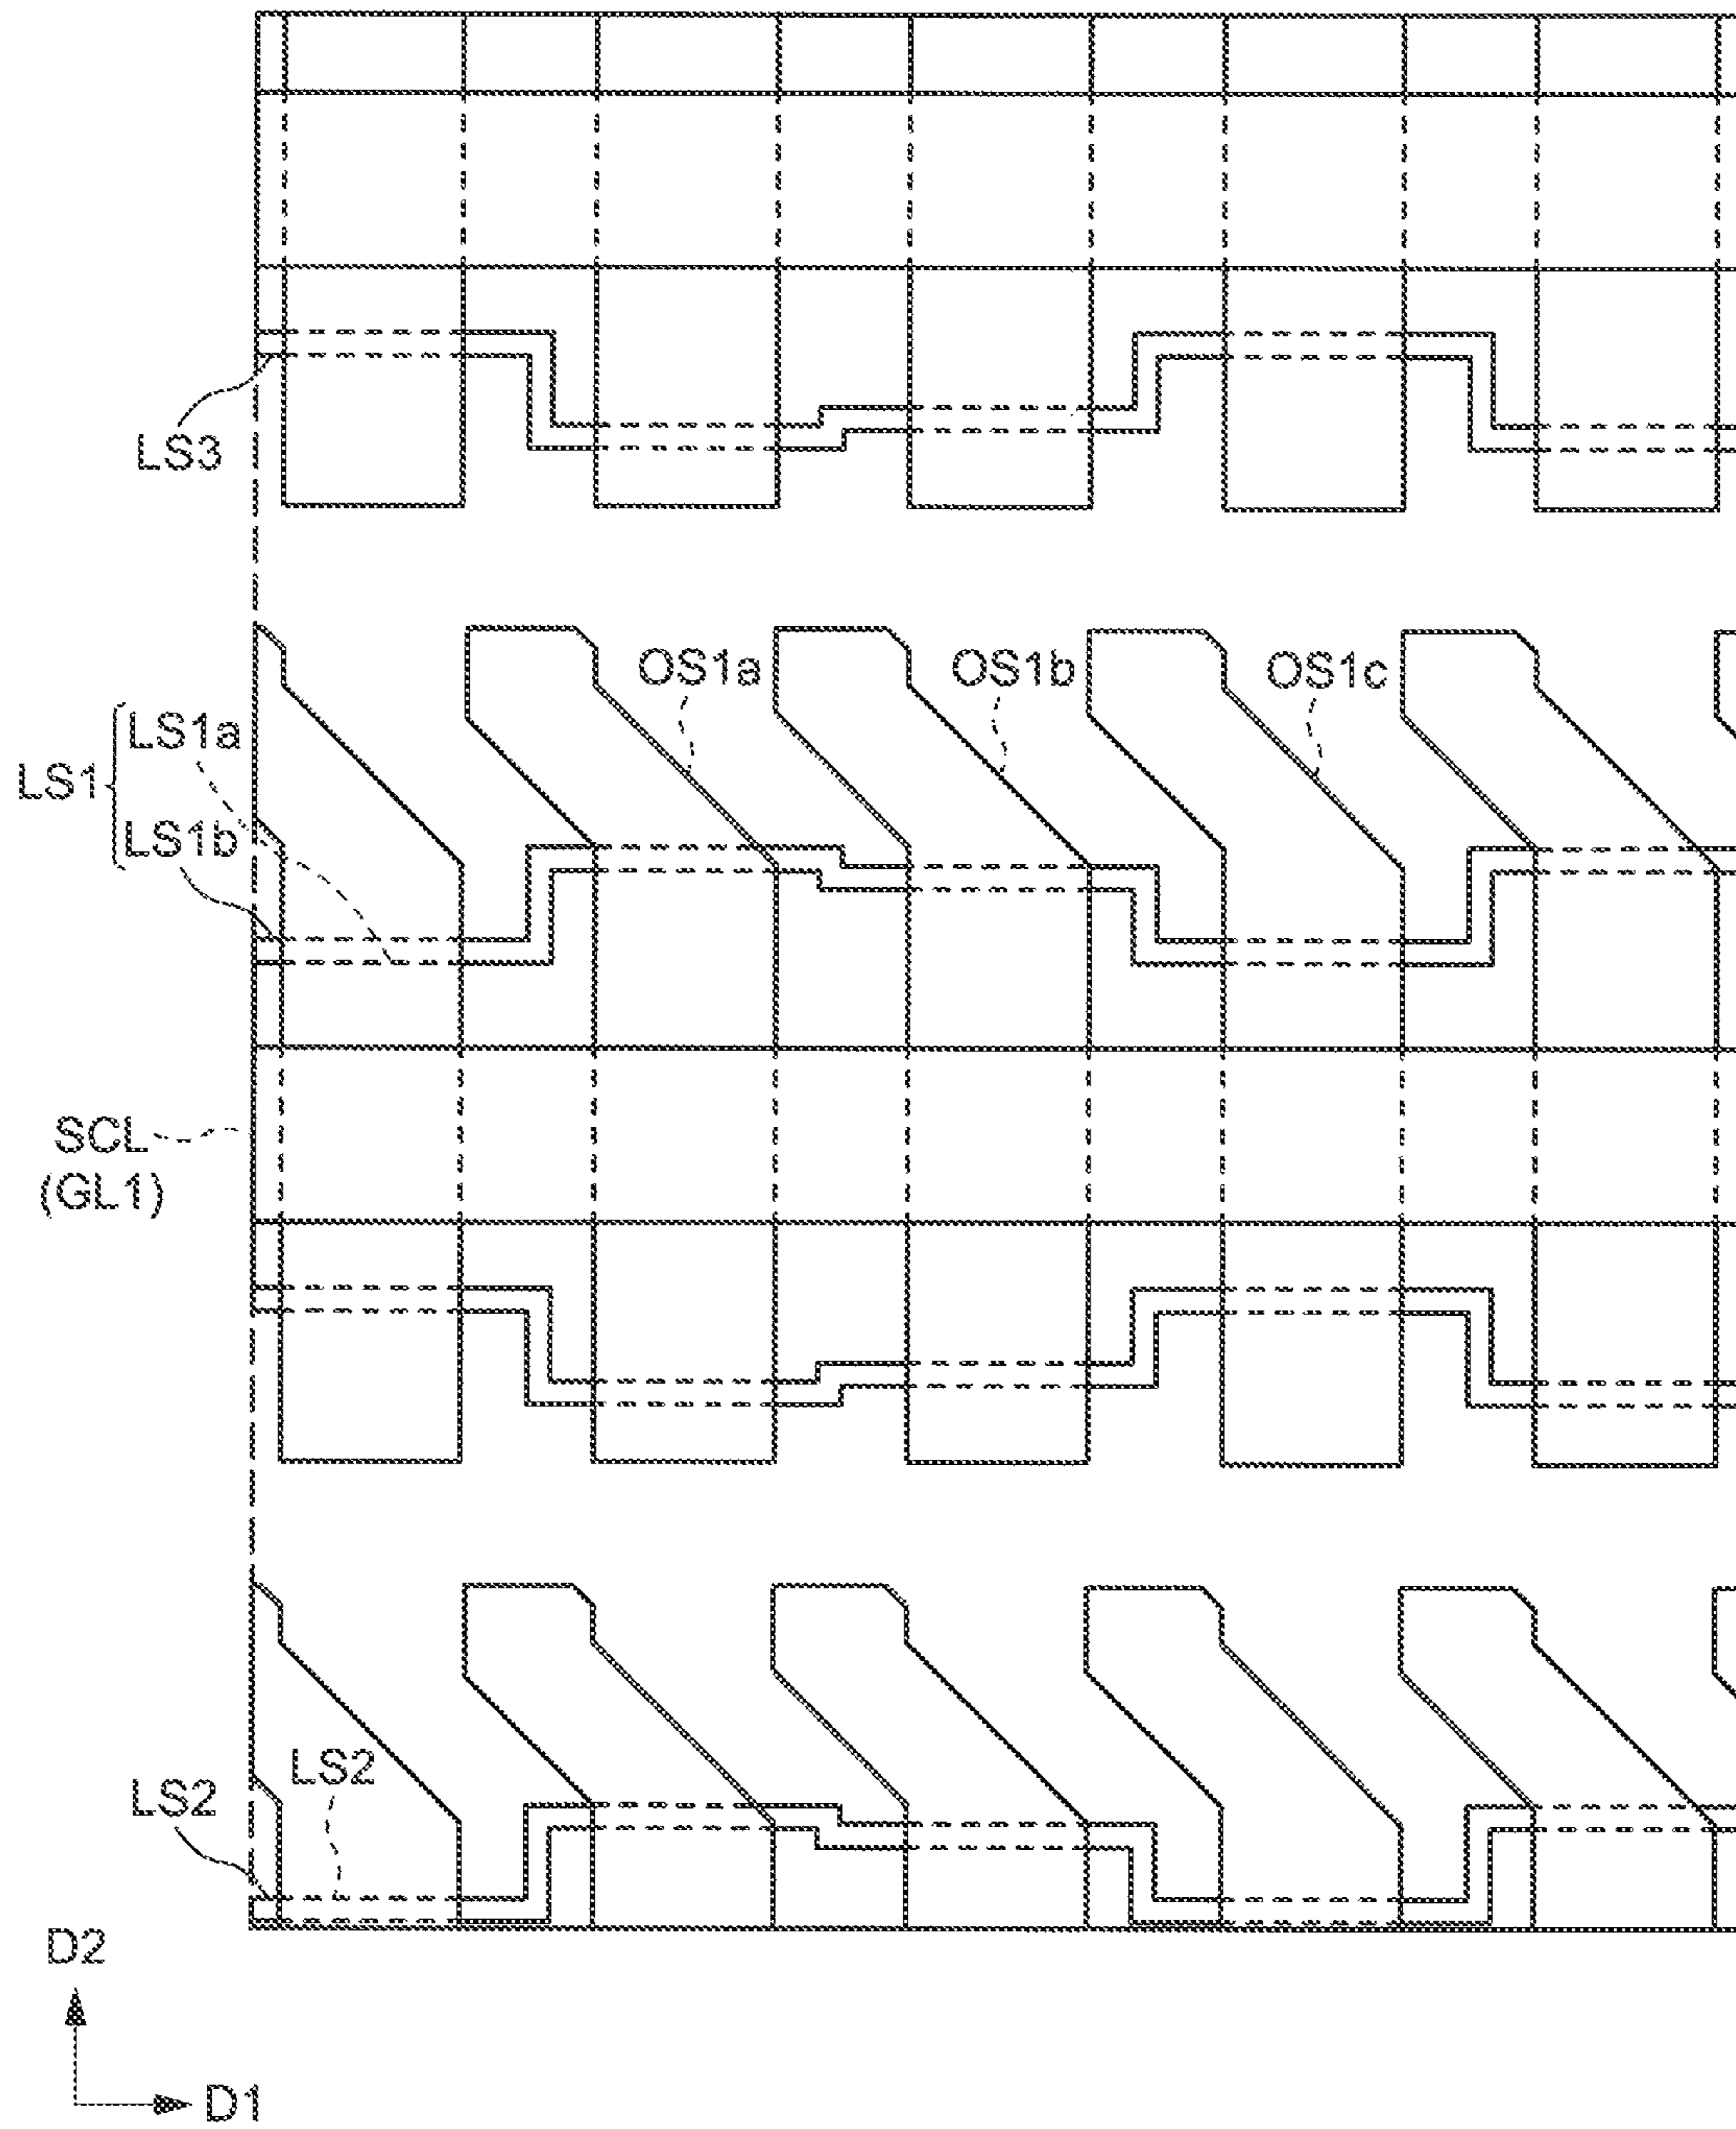 LS3
OS1a
OS1b
OS1c
LS1a
LS1
LS1b
SCL
(GL1)
LS2
LS2
D2
D1